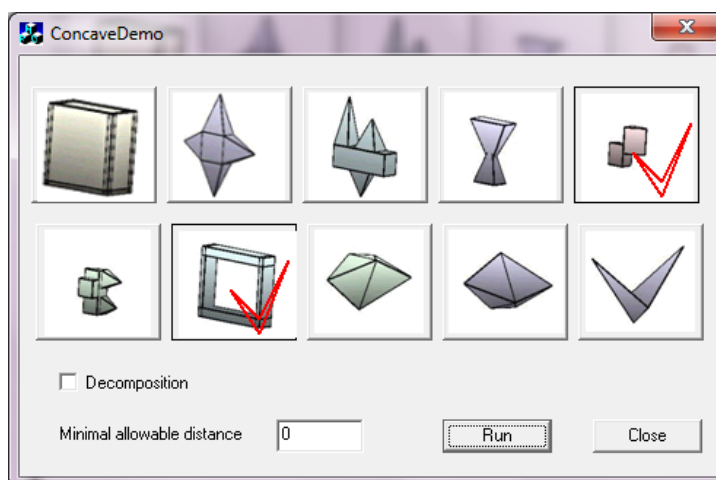 ConcaveDemo
Decomposition
Minimal allowable distance 0 Run Close